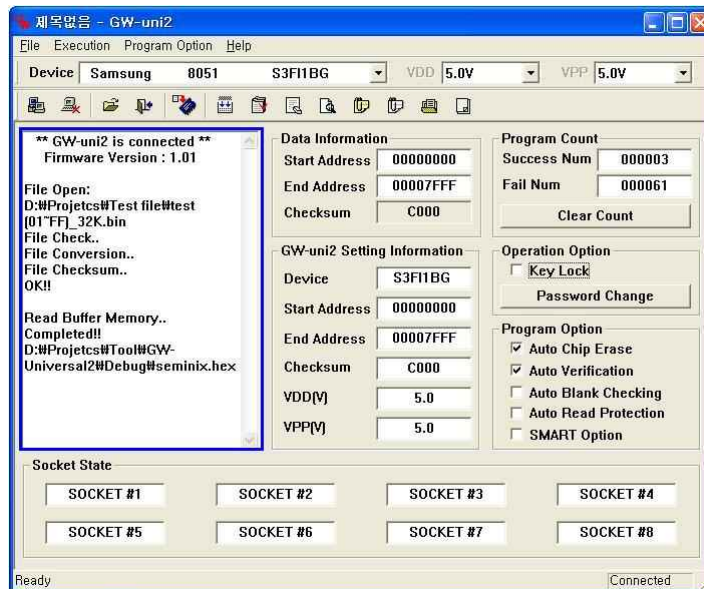 제목없음 - GW-uni2
File Execution Program Option Help
Device Samsung 8051 S3FI1BG VDD 5.0V VPP 5.0V
** GW-uni2 is connected **
Firmware Version : 1.01
File Open:
D:₩Projetcs₩Test file₩test
(01~FF)_32K.bin
File Check..
File Conversion..
File Checksum..
OK!!
Read Buffer Memory..
Completed!!
D:₩Projetcs₩Tool₩GW-
Universal2₩Debug₩seminix.hex
Data Information
Start Address 00000000
End Address 00007FFF
Checksum C000
GW-uni2 Setting Information
Device S3FI1BG
Start Address 00000000
End Address 00007FFF
Checksum C000
VDD(V) 5.0
VPP(V) 5.0
Program Count
Success Num 000003
Fail Num 000061
Clear Count
Operation Option
Key Lock
Password Change
Program Option
Auto Chip Erase
Auto Verification
Auto Blank Checking
Auto Read Protection
SMART Option
Socket State
SOCKET #1 SOCKET #2 SOCKET #3 SOCKET #4
SOCKET #5 SOCKET #6 SOCKET #7 SOCKET #8
Ready Connected